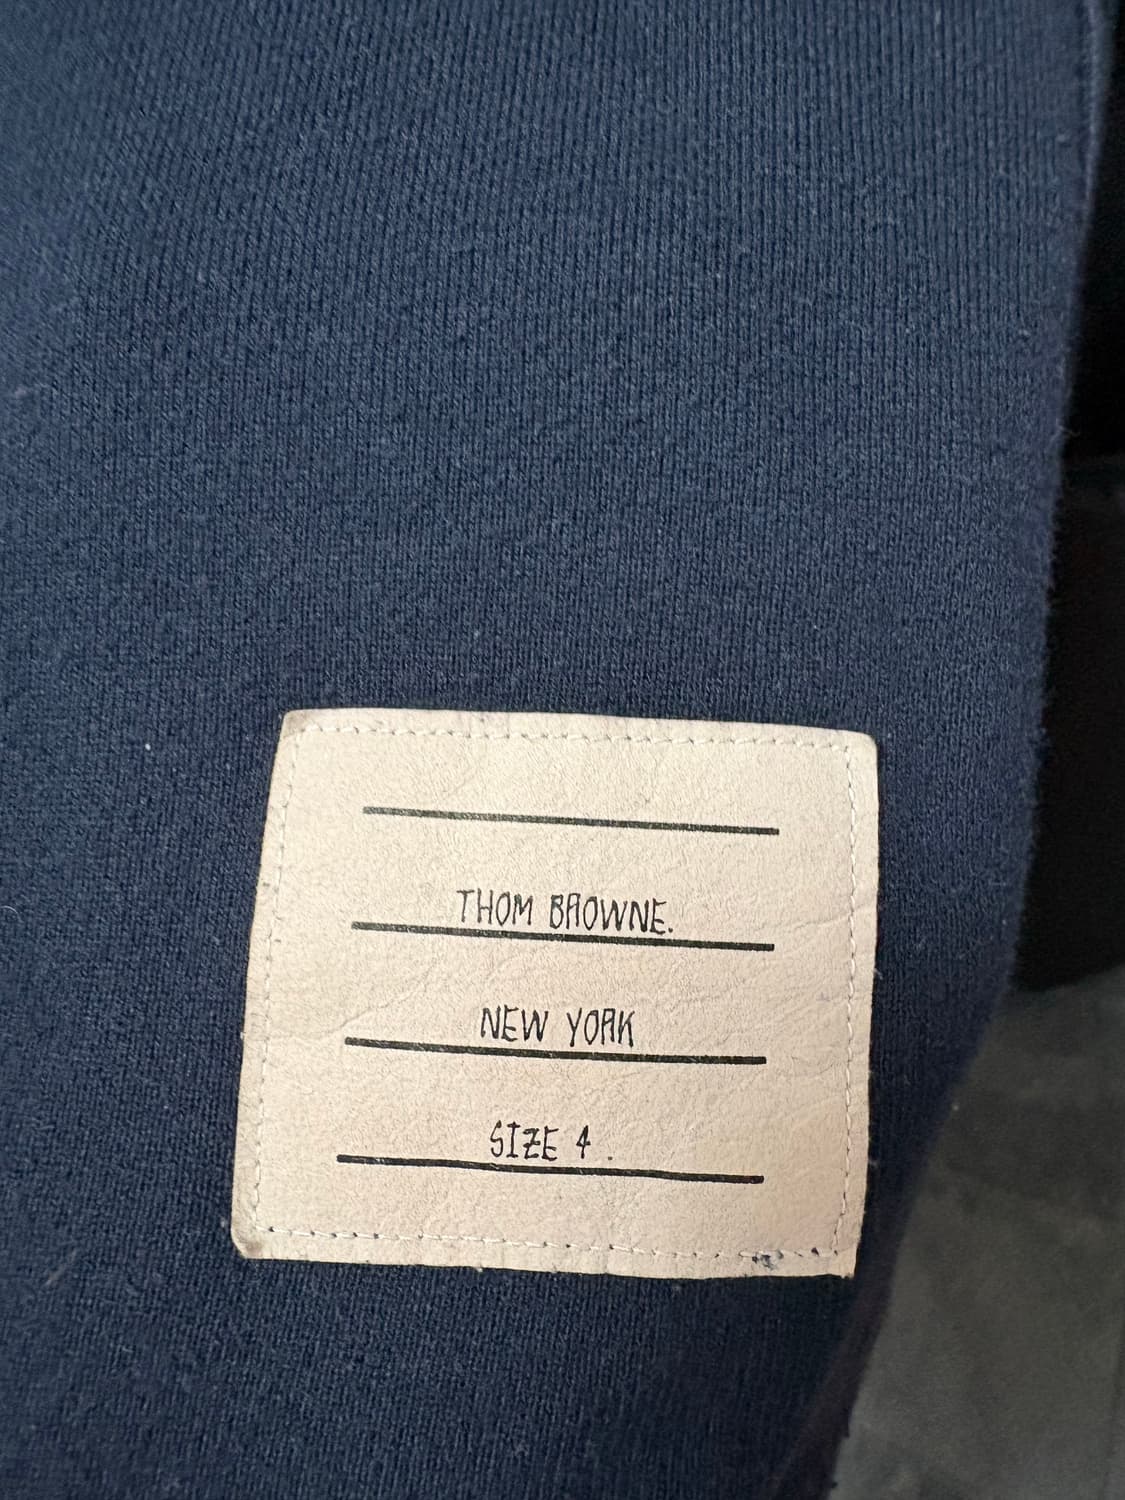 THOM BROWNE.
NEW YORK
SIZE 4.